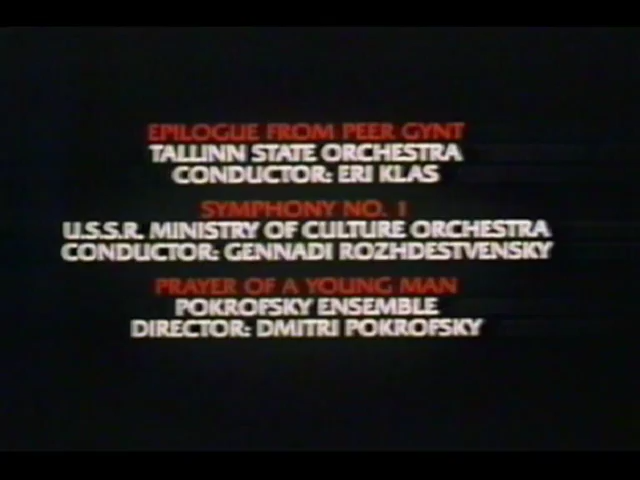 EPILOGUE FROM PEER GYNT
TALLINN STATE ORCHESTRA
CONDUCTOR: ERI KLAS
SYMPHONY NO. 1
U.S.S.R. MINISTRY OF CULTURE ORCHESTRA
CONDUCTOR: GENNADI ROZHDESTVENSKY
PRAYER OF A YOUNG MAN
POKROFSKY ENSEMBLE
DIRECTOR: DMITRI POKROFSKY